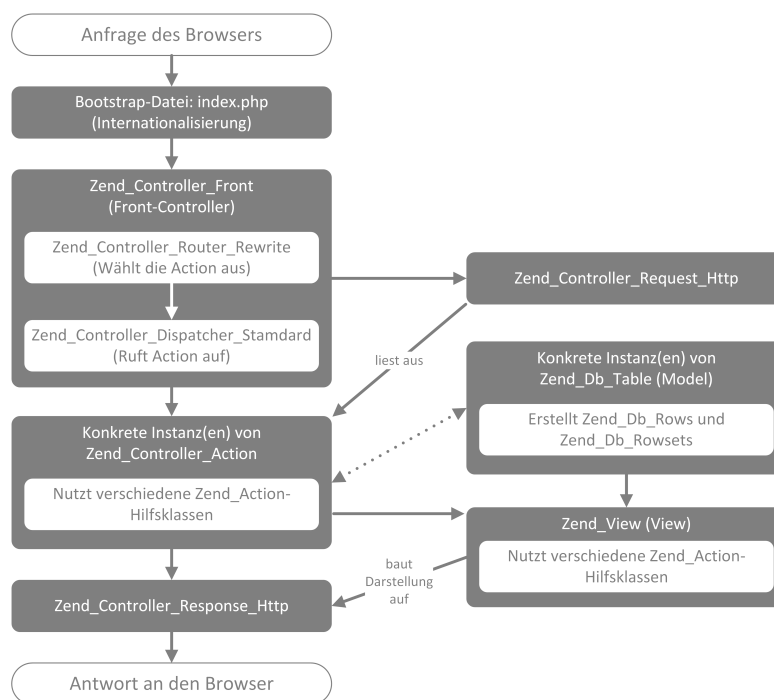 Anfrage des Browsers
Bootstrap-Datei: index.php
(Internationalisierung)
Zend_Controller_Front
(Front-Controller)
Zend_Controller_Router_Rewrite
(Wählt die Action aus)
Zend_Controller_Dispatcher_Stamdard
(Ruft Action auf)
Zend_Controller_Request_Http
liest aus
Konkrete Instanz(en) von
Zend_Db_Table (Model)
Erstellt Zend_Db_Rows und
Zend_Db_Rowsets
Konkrete Instanz(en) von
Zend_Controller_Action
Nutzt verschiedene Zend_Action-
Hilfsklassen
Zend_View (View)
Nutzt verschiedene Zend_Action-
Hilfsklassen
baut
Darstellung
auf
Zend_Controller_Response_Http
Antwort an den Browser